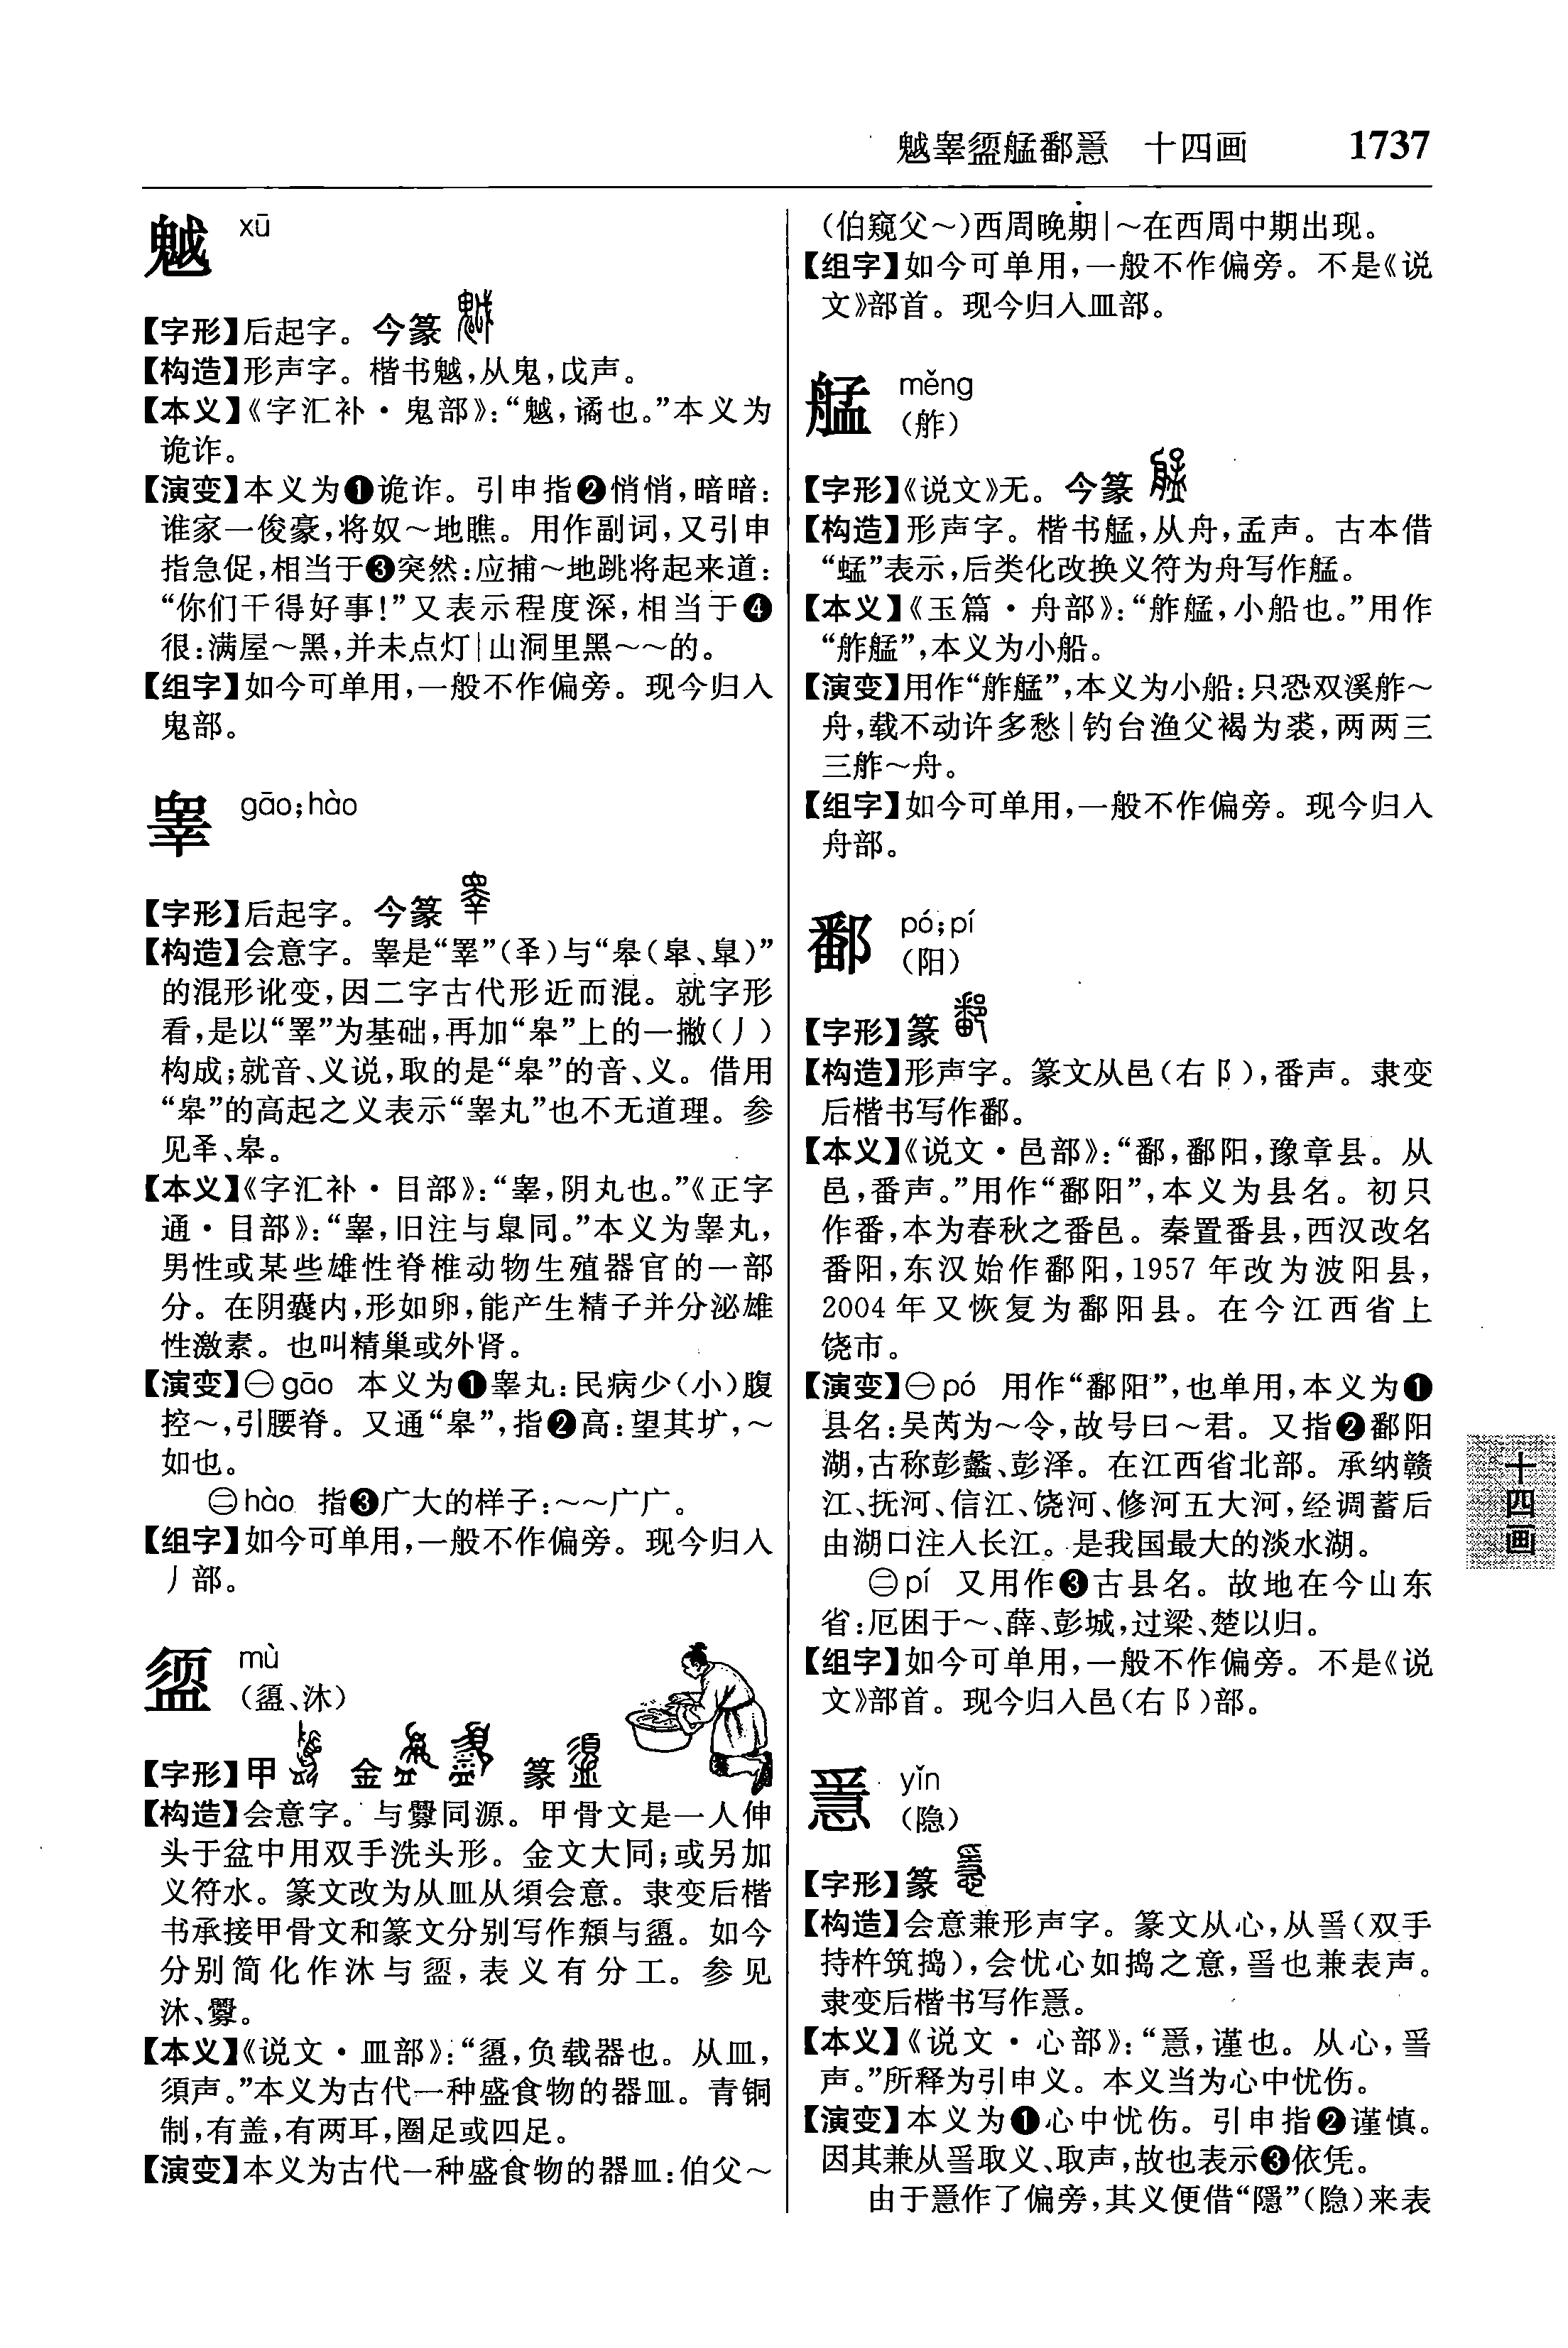 魆睾盨艋鄱㥯 十四画 1737
魆 xū
【字形】后起字。今篆
【构造】形声字。楷书魆,从鬼,戉声。
【本义】《字汇补·鬼部》:“魆,谲也。”本义为
诡诈。
【演变】本义为❶诡诈。引申指❷悄悄,暗暗:
谁家一俊豪,将奴～地瞧。用作副词,又引申
指急促,相当于❸突然:应捕～地跳将起来道:
“你们干得好事!”又表示程度深,相当于❹
很:满屋～黑,并未点灯|山洞里黑～～的。
【组字】如今可单用,一般不作偏旁。现今归入
鬼部。
睾 gāo;hào
【字形】后起字。今篆
【构造】会意字。睾是“睪”(𠬤)与“皋(臯、皐)”
的混形讹变,因二字古代形近而混。就字形
看,是以“睪”为基础,再加“皋”上的一撇(丿)
构成;就音、义说,取的是“皋”的音、义。借用
“皋”的高起之义表示“睾丸”也不无道理。参
见𠬤、皋。
【本义】《字汇补·目部》:“睾,阴丸也。”《正字
通·目部》:“睾,旧注与皐同。”本义为睾丸,
男性或某些雄性脊椎动物生殖器官的一部
分。在阴囊内,形如卵,能产生精子并分泌雄
性激素。也叫精巢或外肾。
【演变】㊀gāo 本义为❶睾丸:民病少(小)腹
控～,引腰脊。又通“皋”,指❷高:望其圹,～
如也。
㊁hào 指❸广大的样子:～～广广。
【组字】如今可单用,一般不作偏旁。现今归入
丿部。
盨 mù
(盨、沐)
【字形】甲 金 篆
【构造】会意字。与釁同源。甲骨文是一人伸
头于盆中用双手洗头形。金文大同;或另加
义符水。篆文改为从皿从須会意。隶变后楷
书承接甲骨文和篆文分别写作湏与盨。如今
分别简化作沐与盨,表义有分工。参见
沐、釁。
【本义】《说文·皿部》:“盨,负载器也。从皿,
須声。”本义为古代一种盛食物的器皿。青铜
制,有盖,有两耳,圈足或四足。
【演变】本义为古代一种盛食物的器皿:伯父～
(伯窥父～)西周晚期|～在西周中期出现。
【组字】如今可单用,一般不作偏旁。不是《说
文》部首。现今归入皿部。
艋 měng
(舴)
【字形】《说文》无。今篆
【构造】形声字。楷书艋,从舟,孟声。古本借
“蜢”表示,后类化改换义符为舟写作艋。
【本义】《玉篇·舟部》:“舴艋,小船也。”用作
“舴艋”,本义为小船。
【演变】用作“舴艋”,本义为小船:只恐双溪舴～
舟,载不动许多愁|钓台渔父褐为裘,两两三
三舴～舟。
【组字】如今可单用,一般不作偏旁。现今归入
舟部。
鄱 pó;pí
(阳)
【字形】篆
【构造】形声字。篆文从邑(右阝),番声。隶变
后楷书写作鄱。
【本义】《说文·邑部》:“鄱,鄱阳,豫章县。从
邑,番声。”用作“鄱阳”,本义为县名。初只
作番,本为春秋之番邑。秦置番县,西汉改名
番阳,东汉始作鄱阳,1957年改为波阳县,
2004年又恢复为鄱阳县。在今江西省上
饶市。
【演变】㊀pó 用作“鄱阳”,也单用,本义为❶
县名:吴芮为～令,故号曰～君。又指❷鄱阳
湖,古称彭蠡、彭泽。在江西省北部。承纳赣
江、抚河、信江、饶河、修河五大河,经调蓄后
由湖口注入长江。是我国最大的淡水湖。
㊁pí 又用作❸古县名。故地在今山东
省:厄困于～、薛、彭城,过梁、楚以归。
【组字】如今可单用,一般不作偏旁。不是《说
文》部首。现今归入邑(右阝)部。
㥯 yǐn
(隐)
【字形】篆
【构造】会意兼形声字。篆文从心,从㖗(双手
持杵筑捣),会忧心如捣之意,㖗也兼表声。
隶变后楷书写作㥯。
【本义】《说文·心部》:“㥯,谨也。从心,㖗
声。”所释为引申义。本义当为心中忧伤。
【演变】本义为❶心中忧伤。引申指❷谨慎。
因其兼从㖗取义、取声,故也表示❸依凭。
由于㥯作了偏旁,其义便借“隱”(隐)来表
十四画